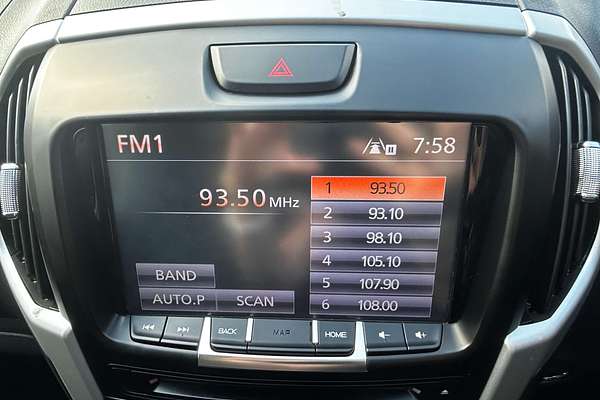 FM1 7:58
93.50 MHz
1 93.50
2 93.10
3 98.10
4 105.10
5 107.90
6 108.00
BAND
AUTO.P SCAN
BACK MAP HOME